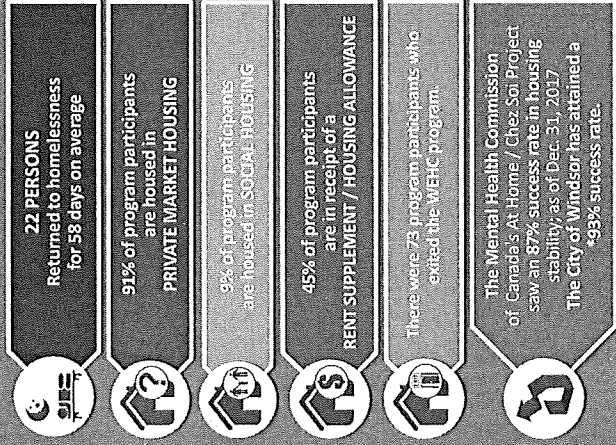 22 PERSONS
Returned to homelessness
for 58 days on average
91% of program participants
are housed in
PRIVATE MARKET HOUSING
9% of program participants
are housed in SOCIAL HOUSING
45% of program participants
are in receipt of a
RENT SUPPLEMENT / HOUSING ALLOWANCE
There were 73 program participants who
exited the WEHC program.
The Mental Health Commission
of Canada's At Home / Chez Soi Project
saw an 87% success rate in housing
stability; as of Dec. 31, 2017
The City of Windsor has attained a
*93% success rate.
?
$